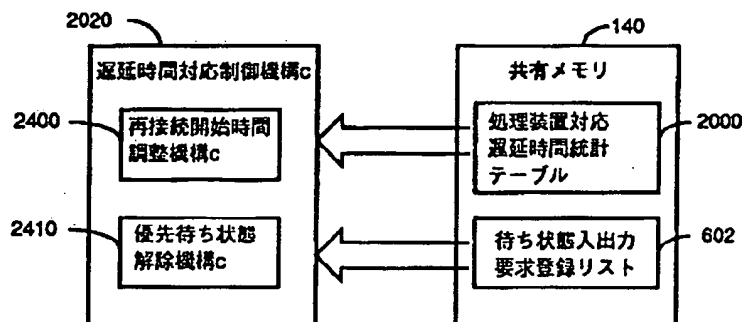 2020
140
遅延時間対応制御機構c
共有メモリ
2400
再接続開始時間
調整機構c
処理装置対応
遅延時間統計
テーブル
2000
2410
優先待ち状態
解除機構c
待ち状態入出力
要求登録リスト
602